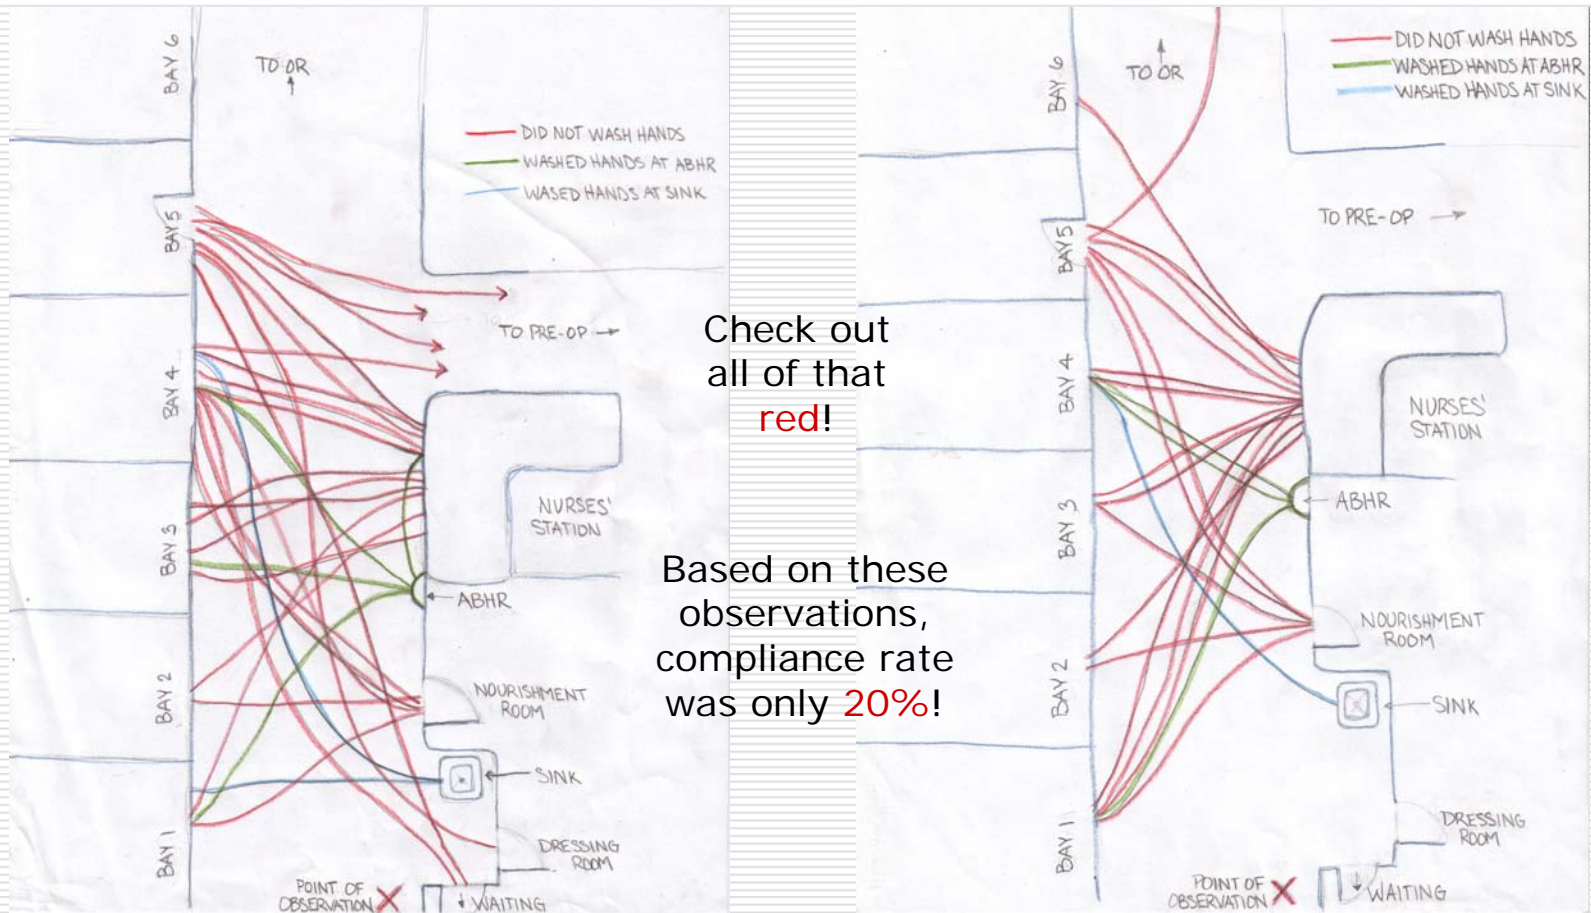 BAY 6
TO OR
DID NOT WASH HANDS
WASHED HANDS AT ABHR
WASED HANDS AT SINK
BAY 5
TO PRE-OP
BAY 4
NURSES'
STATION
BAY 3
ABHR
BAY 2
NOURISHMENT
ROOM
SINK
BAY 1
DRESSING
ROOM
POINT OF
OBSERVATION
WAITING
Check out
all of that
red!
Based on these
observations,
compliance rate
was only 20%!
DID NOT WASH HANDS
WASHED HANDS AT ABHR
WASHED HANDS AT SINK
BAY 6
TO OR
TO PRE-OP
BAY 5
BAY 4
NURSES'
STATION
BAY 3
ABHR
NOURISHMENT
ROOM
BAY 2
SINK
BAY 1
DRESSING
ROOM
POINT OF
OBSERVATION
WAITING